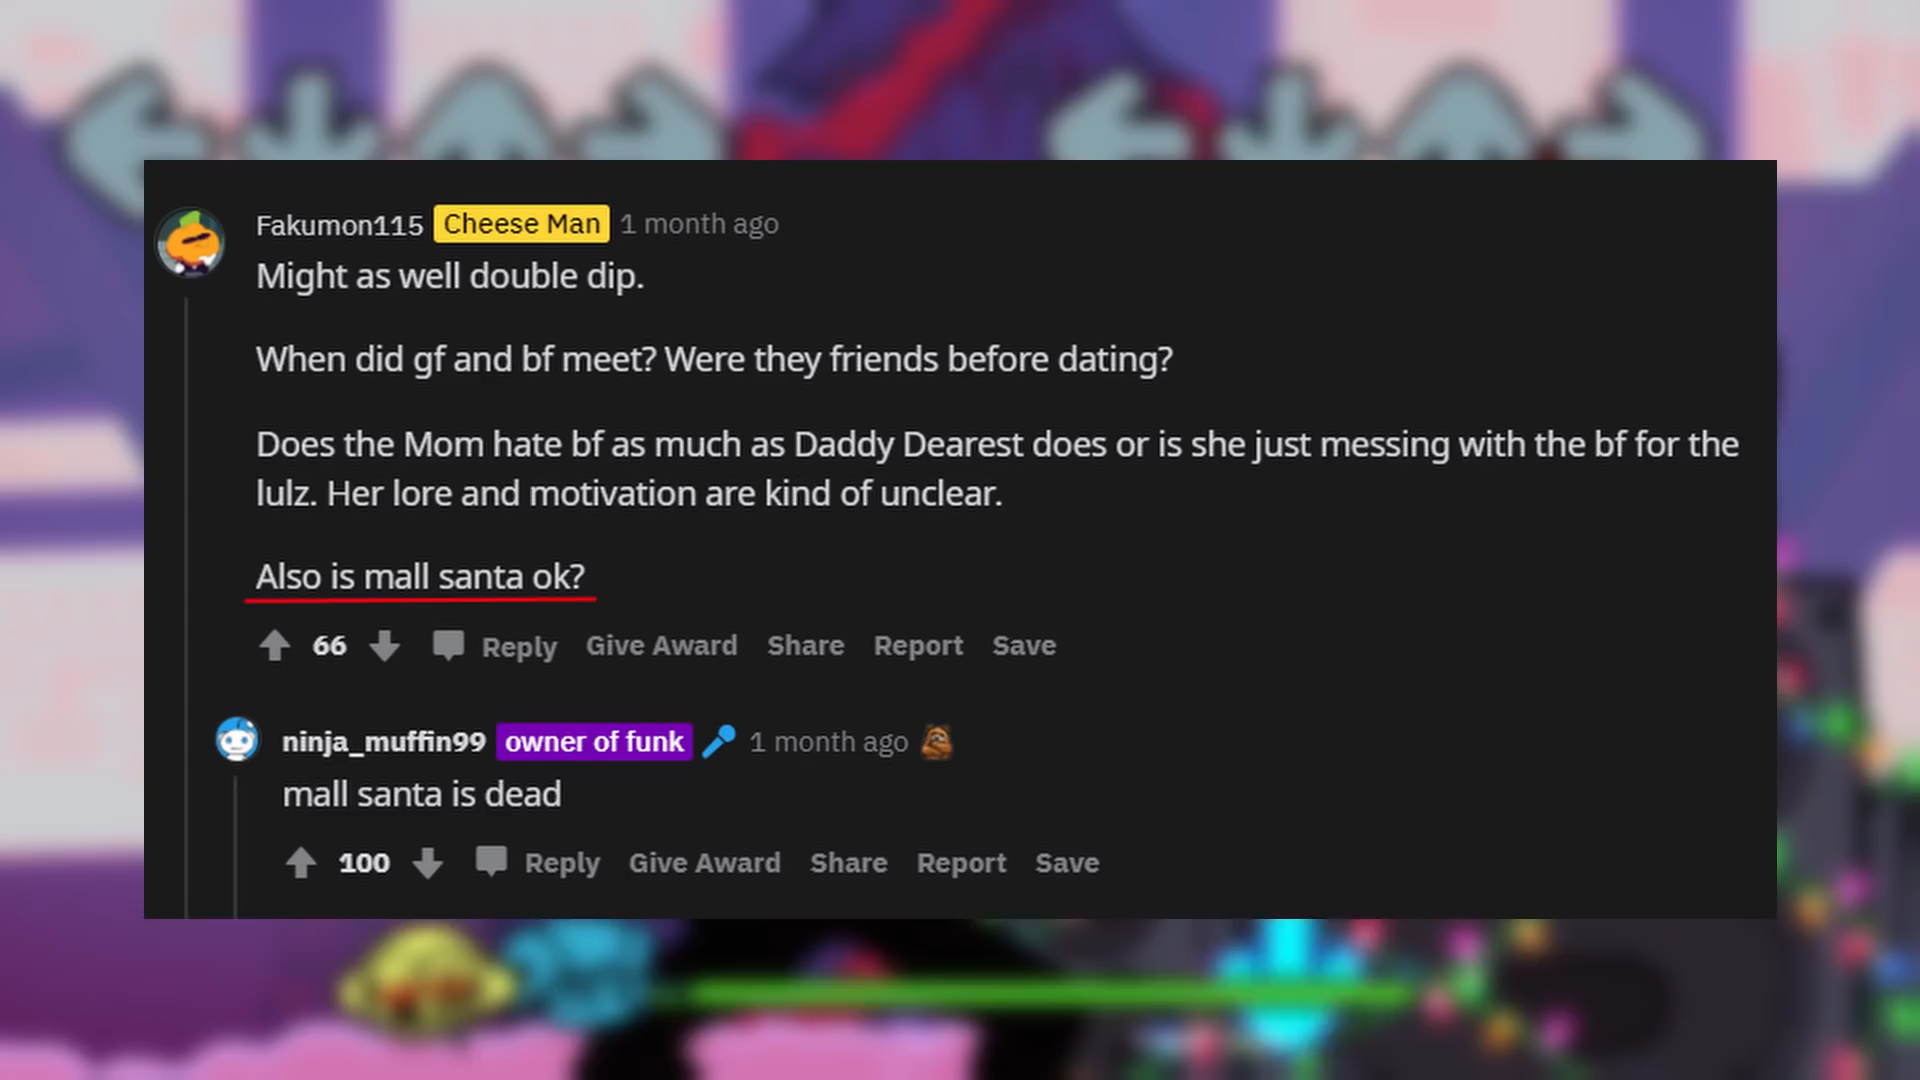 Fakumon115 Cheese Man 1 month ago
Might as well double dip.
When did gf and bf meet? Were they friends before dating?
Does the Mom hate bf as much as Daddy Dearest does or is she just messing with the bf for the
lulz. Her lore and motivation are kind of unclear.
Also is mall santa ok?
66 Reply Give Award Share Report Save
ninja_muffin99 owner of funk 1 month ago
mall santa is dead
100 Reply Give Award Share Report Save